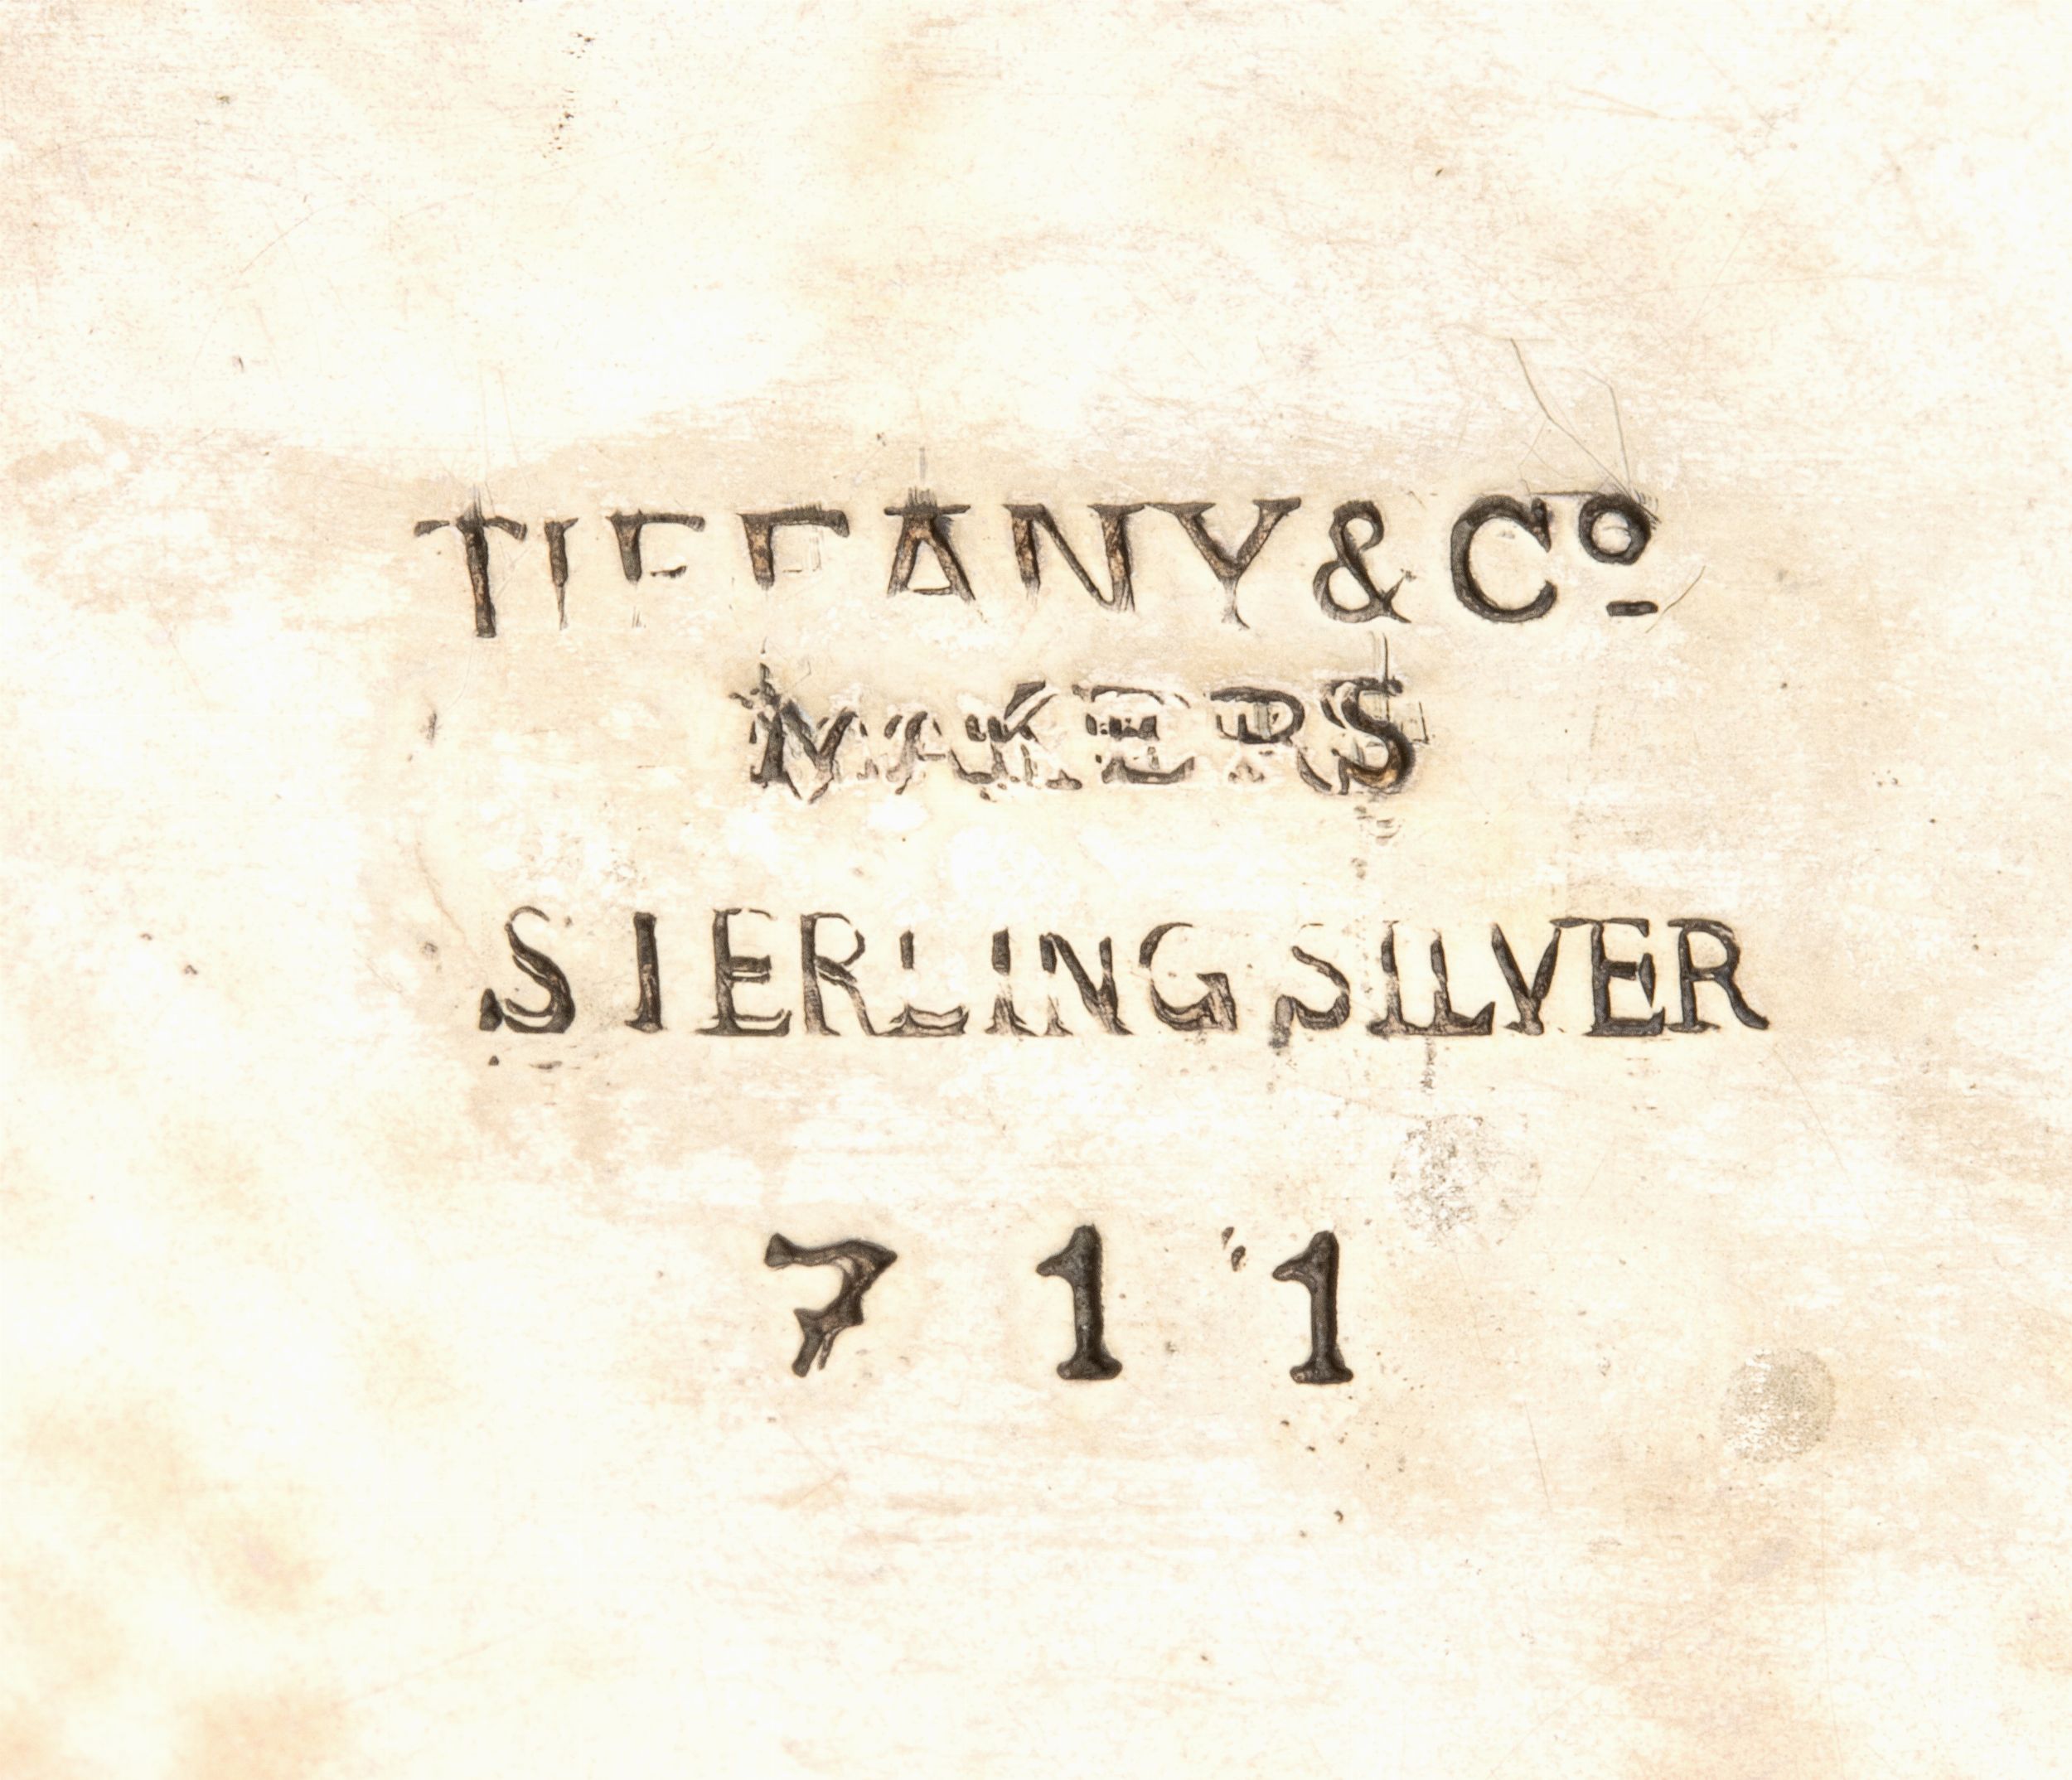 TIFFANY & Cº
MAKERS
STERLING SILVER
711